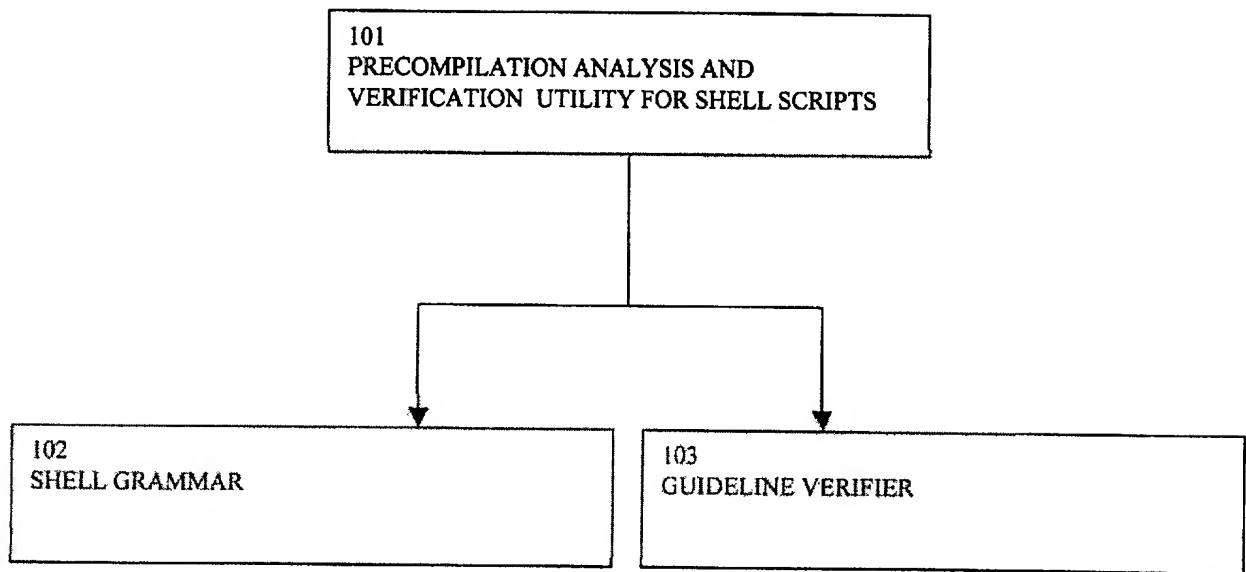 101
PRECOMPILATION ANALYSIS AND
VERIFICATION UTILITY FOR SHELL SCRIPTS
102
SHELL GRAMMAR
103
GUIDELINE VERIFIER